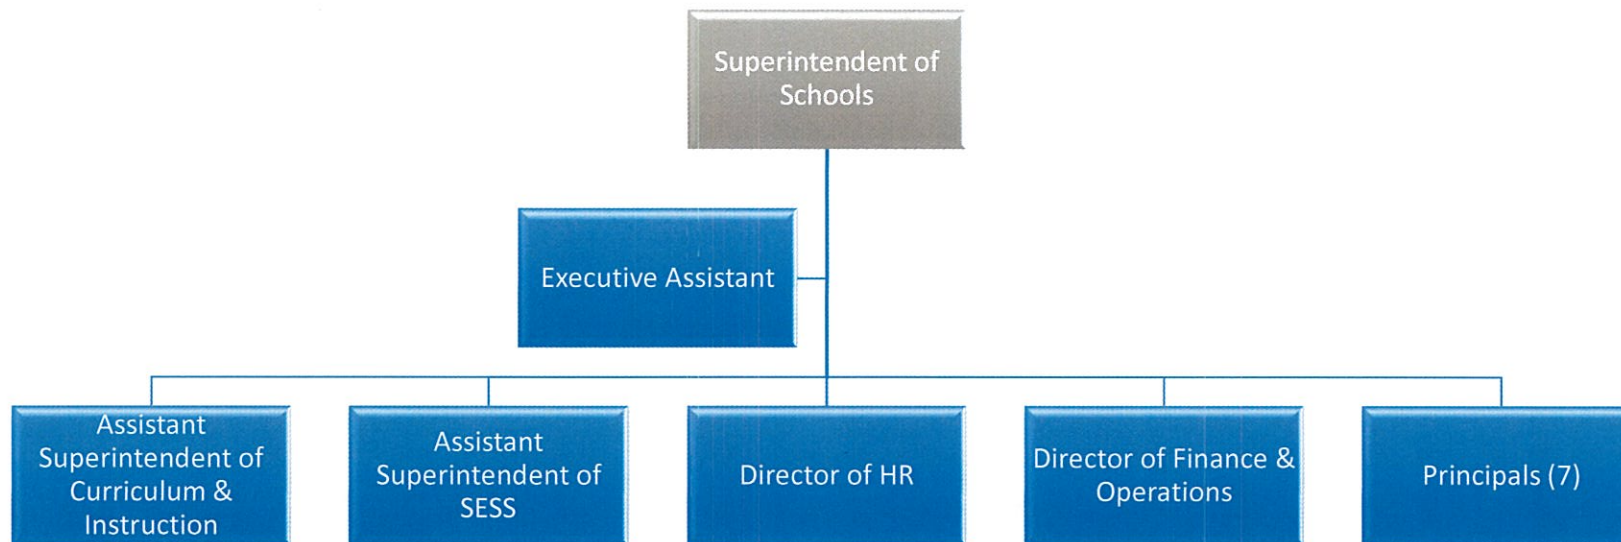 Superintendent of
Schools
Executive Assistant
Assistant
Superintendent of
Curriculum &
Instruction
Assistant
Superintendent of
SESS
Director of HR
Director of Finance &
Operations
Principals (7)